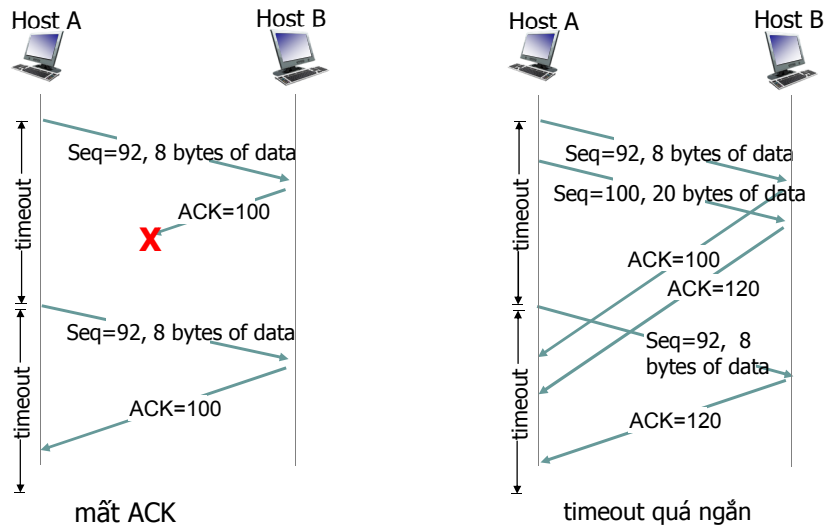 Host A
Host B
timeout
Seq=92, 8 bytes of data
ACK=100
X
timeout
Seq=92, 8 bytes of data
ACK=100
mất ACK
Host A
Host B
timeout
Seq=92, 8 bytes of data
Seq=100, 20 bytes of data
ACK=100
ACK=120
timeout
Seq=92, 8
bytes of data
ACK=120
timeout quá ngắn